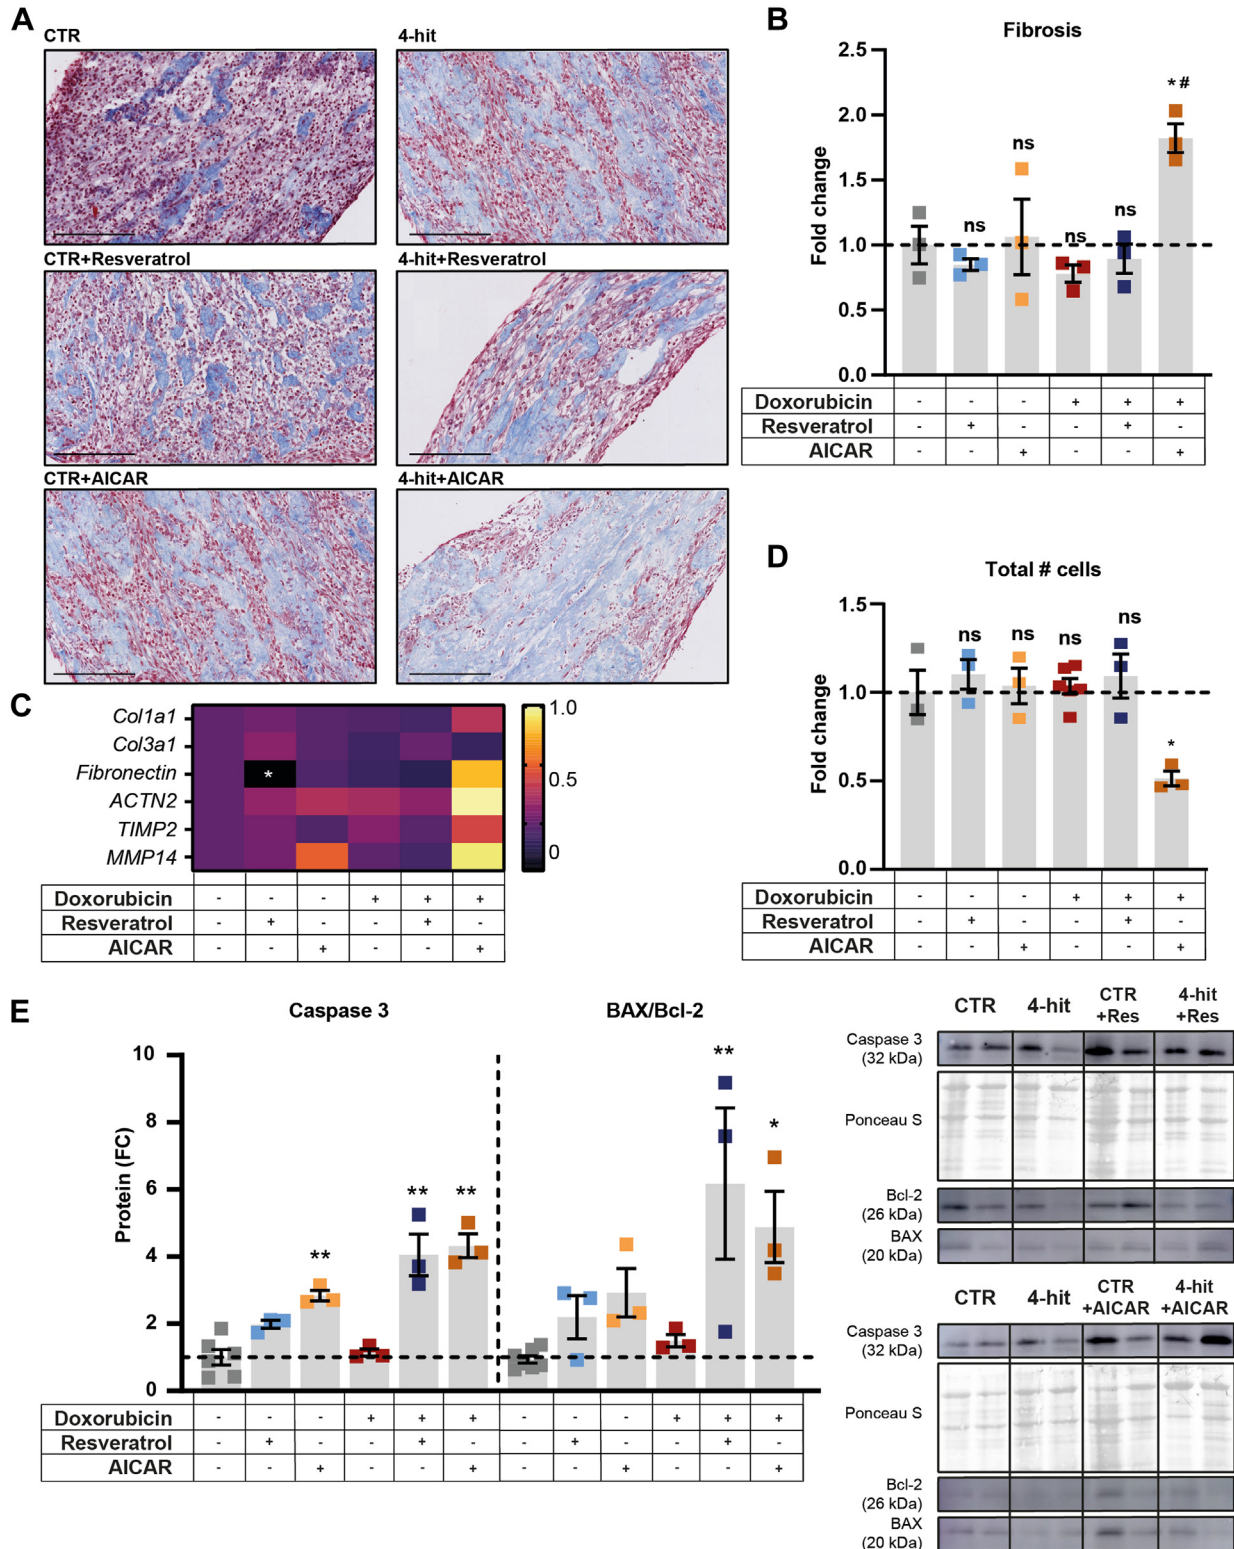 A
CTR
4-hit
CTR+Resveratrol
4-hit+Resveratrol
CTR+AICAR
4-hit+AICAR
B
Fibrosis
Fold change
2.5
2.0
1.5
1.0
0.5
0.0
ns
ns
ns
ns
*#
Doxorubicin - - - + + +
Resveratrol - + - - + -
AICAR - - + - - +
C
Col1a1
Col3a1
Fibronectin
*
ACTN2
TIMP2
MMP14
1.0
0.5
0
Doxorubicin - - - + + +
Resveratrol - + - - + -
AICAR - - + - - +
D
Total # cells
Fold change
1.5
1.0
0.5
0.0
ns
ns
ns
ns
*
Doxorubicin - - - + + +
Resveratrol - + - - + -
AICAR - - + - - +
E
Caspase 3
BAX/Bcl-2
Protein (FC)
10
8
6
4
2
0
**
**
**
**
*
Doxorubicin - - - + + + - - - + + +
Resveratrol - + - - + - - + - - + -
AICAR - - + - - + - - + - - +
CTR
4-hit
CTR
+Res
4-hit
+Res
Caspase 3
(32 kDa)
Ponceau S
Bcl-2
(26 kDa)
BAX
(20 kDa)
CTR
4-hit
CTR
+AICAR
4-hit
+AICAR
Caspase 3
(32 kDa)
Ponceau S
Bcl-2
(26 kDa)
BAX
(20 kDa)